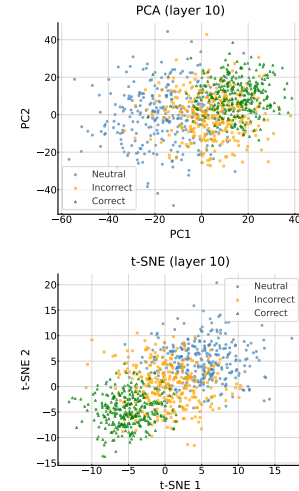 PCA (layer 10)
40
20
0
−20
−40
PC2
Neutral
Incorrect
Correct
−60 −40 −20 0 20 40
PC1
t-SNE (layer 10)
20
15
10
5
0
−5
−10
−15
t-SNE 2
Neutral
Incorrect
Correct
−10 −5 0 5 10 15
t-SNE 1